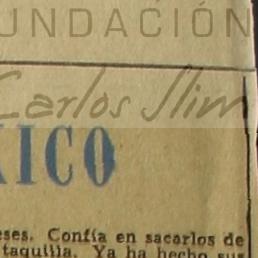 UNDACIÓN
Carlos Slim
XICO
eses. Confía en sacarlos de
taquilla. Ya ha hecho sus